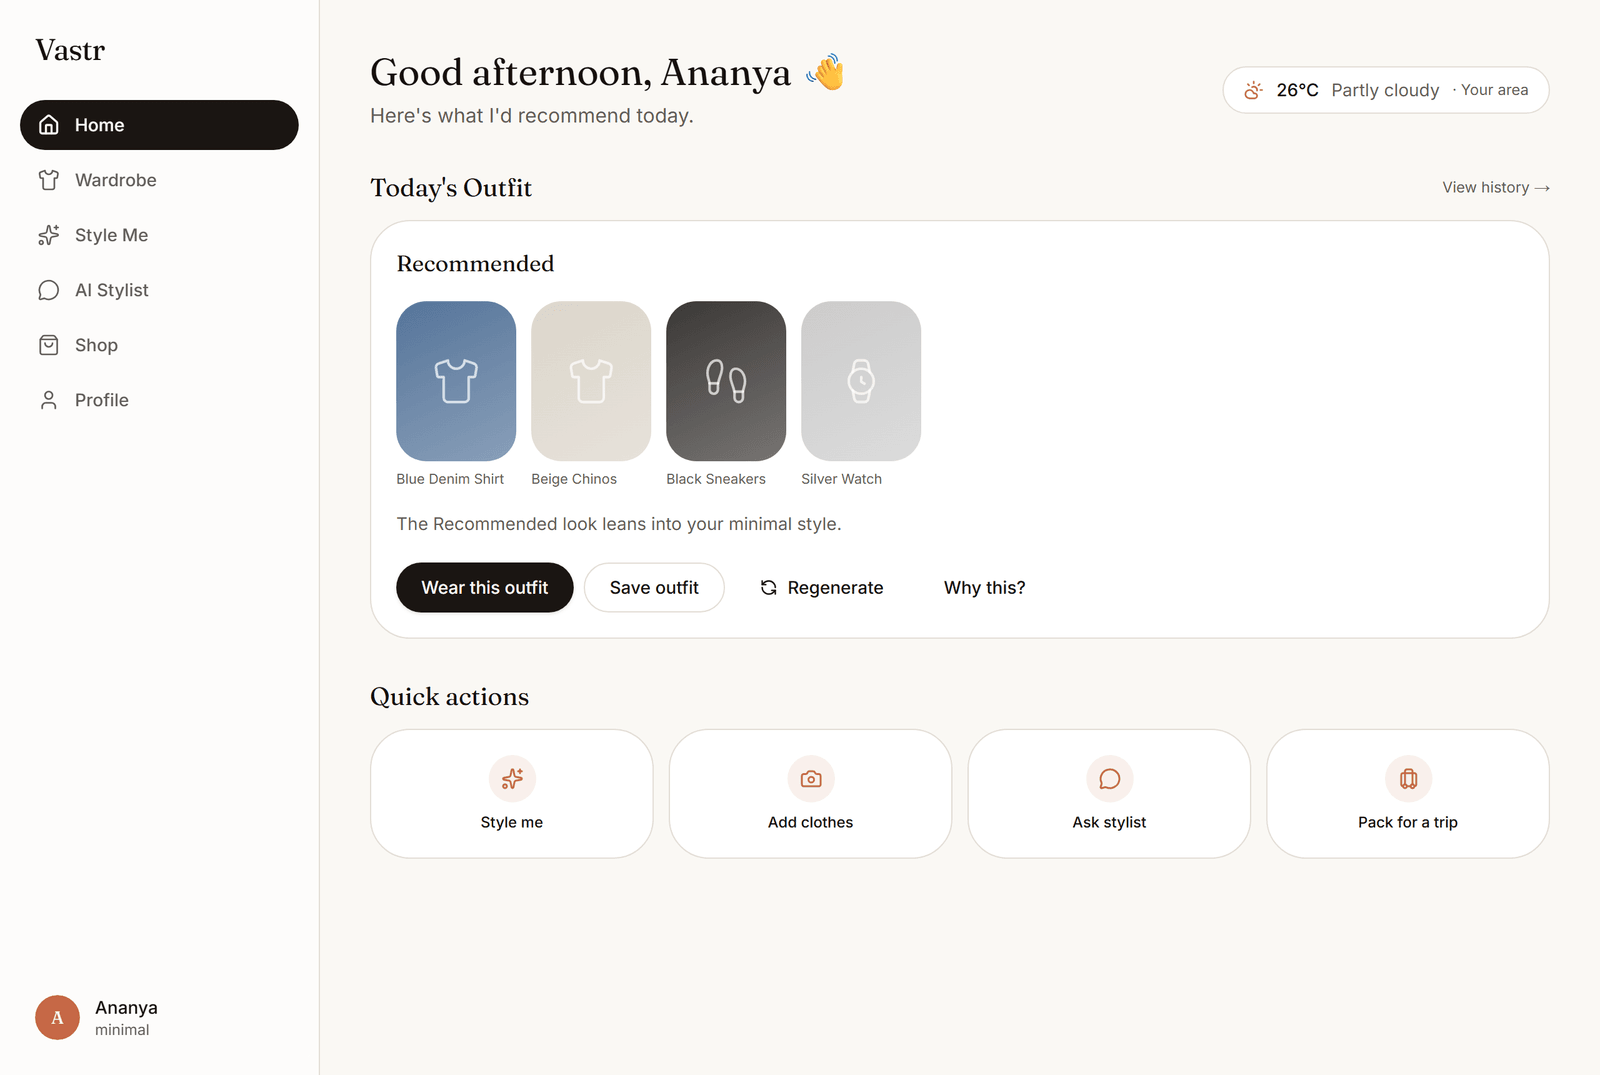 Vastr
Home
Wardrobe
Style Me
AI Stylist
Shop
Profile
Good afternoon, Ananya 👋
Here's what I'd recommend today.
26°C Partly cloudy · Your area
Today's Outfit
View history →
Recommended
Blue Denim Shirt
Beige Chinos
Black Sneakers
Silver Watch
The Recommended look leans into your minimal style.
Wear this outfit
Save outfit
Regenerate
Why this?
Quick actions
Style me
Add clothes
Ask stylist
Pack for a trip
A
Ananya
minimal